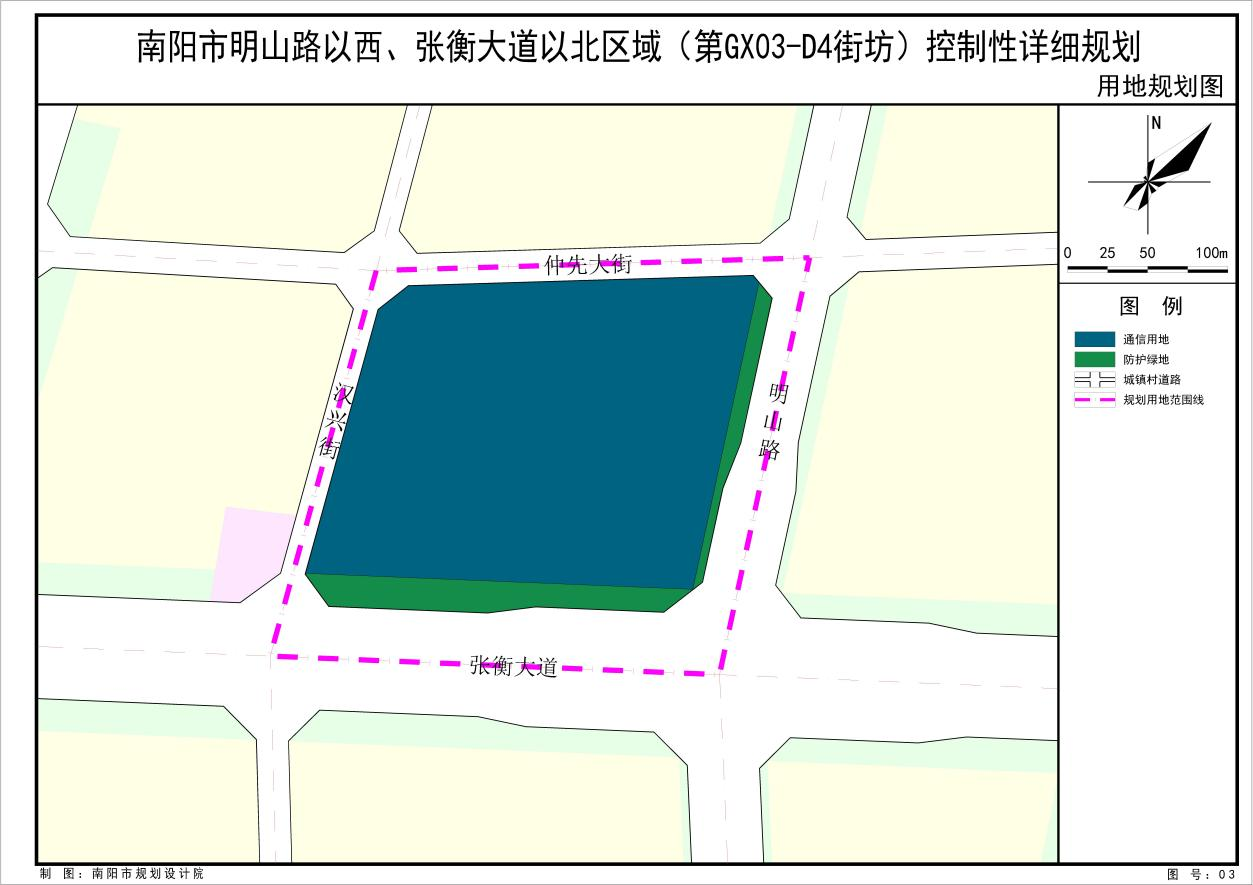 南阳市明山路以西、张衡大道以北区域（第GX03-D4街坊）控制性详细规划
用地规划图
N
0 25 50 100m
图 例
通信用地
防护绿地
城镇村道路
规划用地范围线
仲先大街
汉兴街
明山路
张衡大道
制 图：南阳市规划设计院
图 号：03